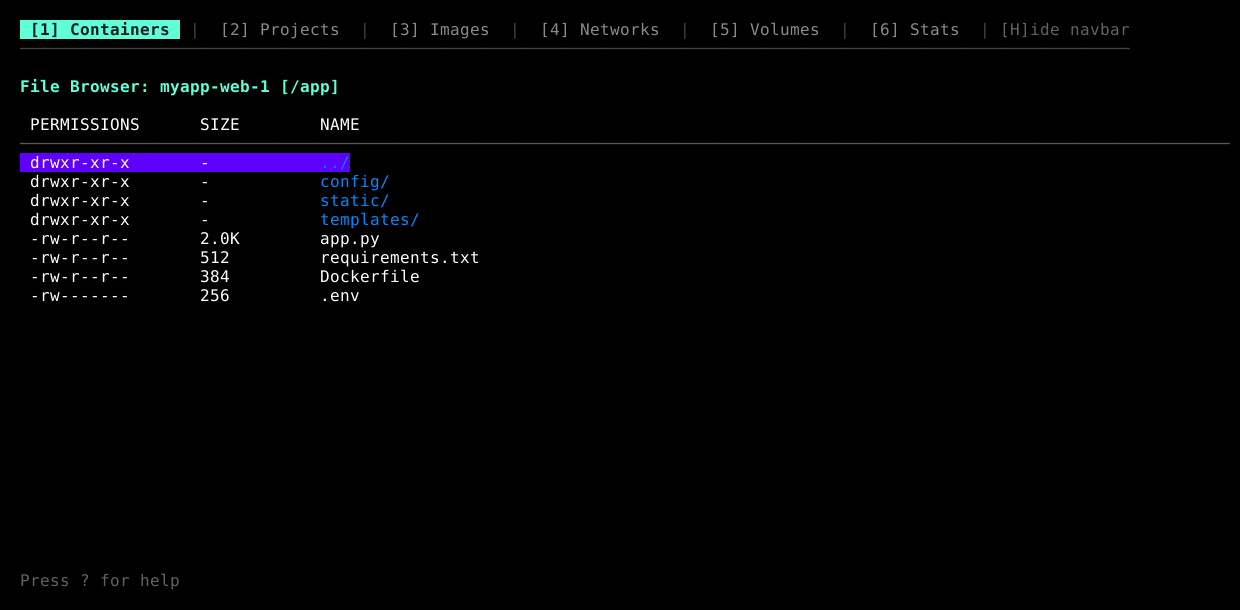 [1] Containers | [2] Projects | [3] Images | [4] Networks | [5] Volumes | [6] Stats | [H]ide navbar
File Browser: myapp-web-1 [/app]
PERMISSIONS SIZE NAME
drwxr-xr-x - ../
drwxr-xr-x - config/
drwxr-xr-x - static/
drwxr-xr-x - templates/
-rw-r--r-- 2.0K app.py
-rw-r--r-- 512 requirements.txt
-rw-r--r-- 384 Dockerfile
-rw------- 256 .env
Press ? for help